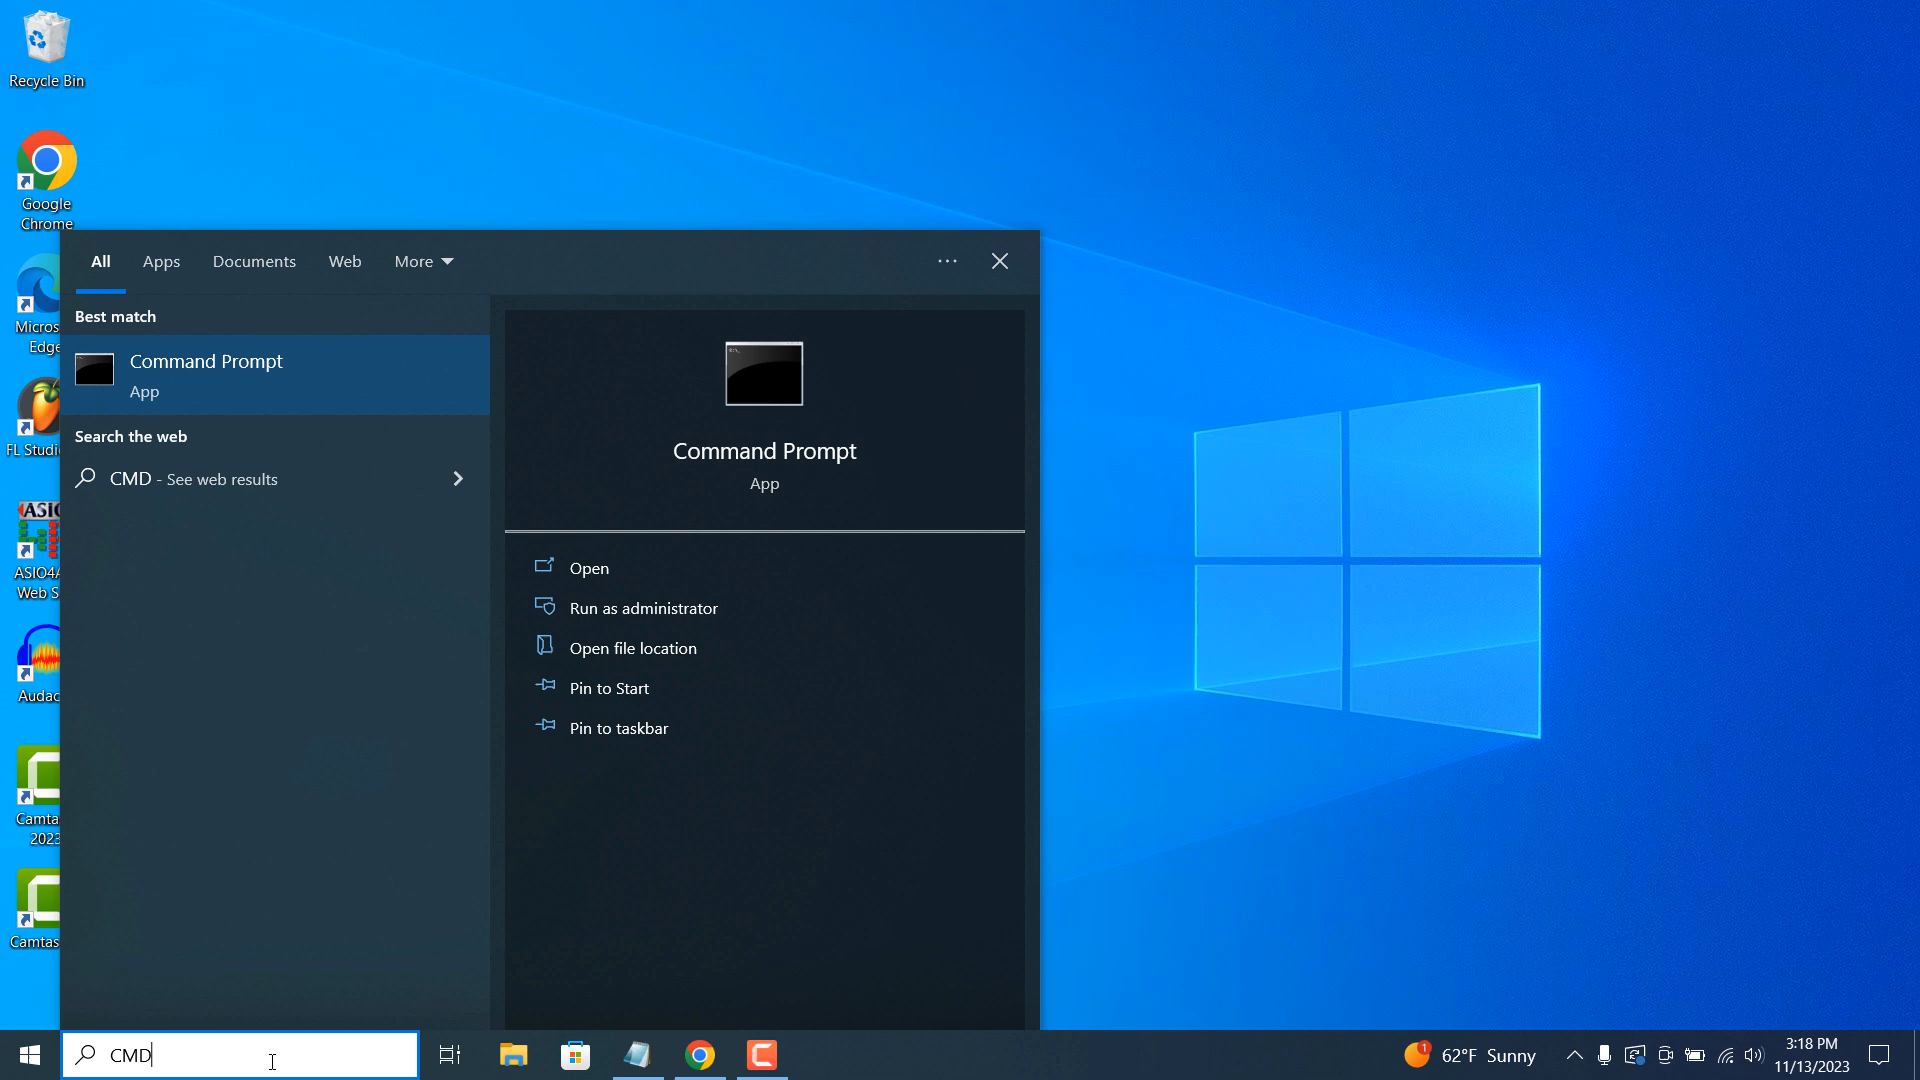 Recycle Bin
Google
Chrome
Micros
Edge
FL Studi
ASIO4A
Web S
Audac
Camta
2023
Camtas
All Apps Documents Web More
Best match
Command Prompt
App
Search the web
CMD - See web results
Command Prompt
App
Open
Run as administrator
Open file location
Pin to Start
Pin to taskbar
CMD
1
62°F Sunny
3:18 PM
11/13/2023